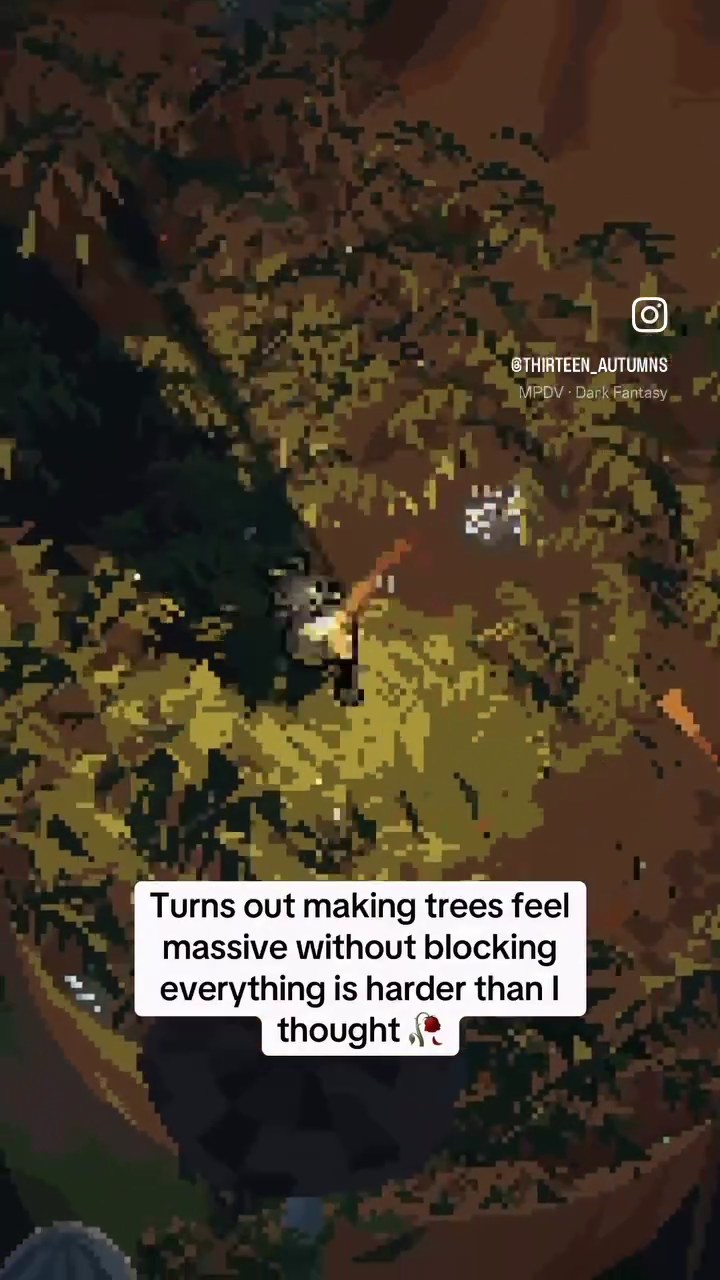 @THIRTEEN_AUTUMNS
MPDV · Dark Fantasy
Turns out making trees feel
massive without blocking
everything is harder than I
thought 🥀